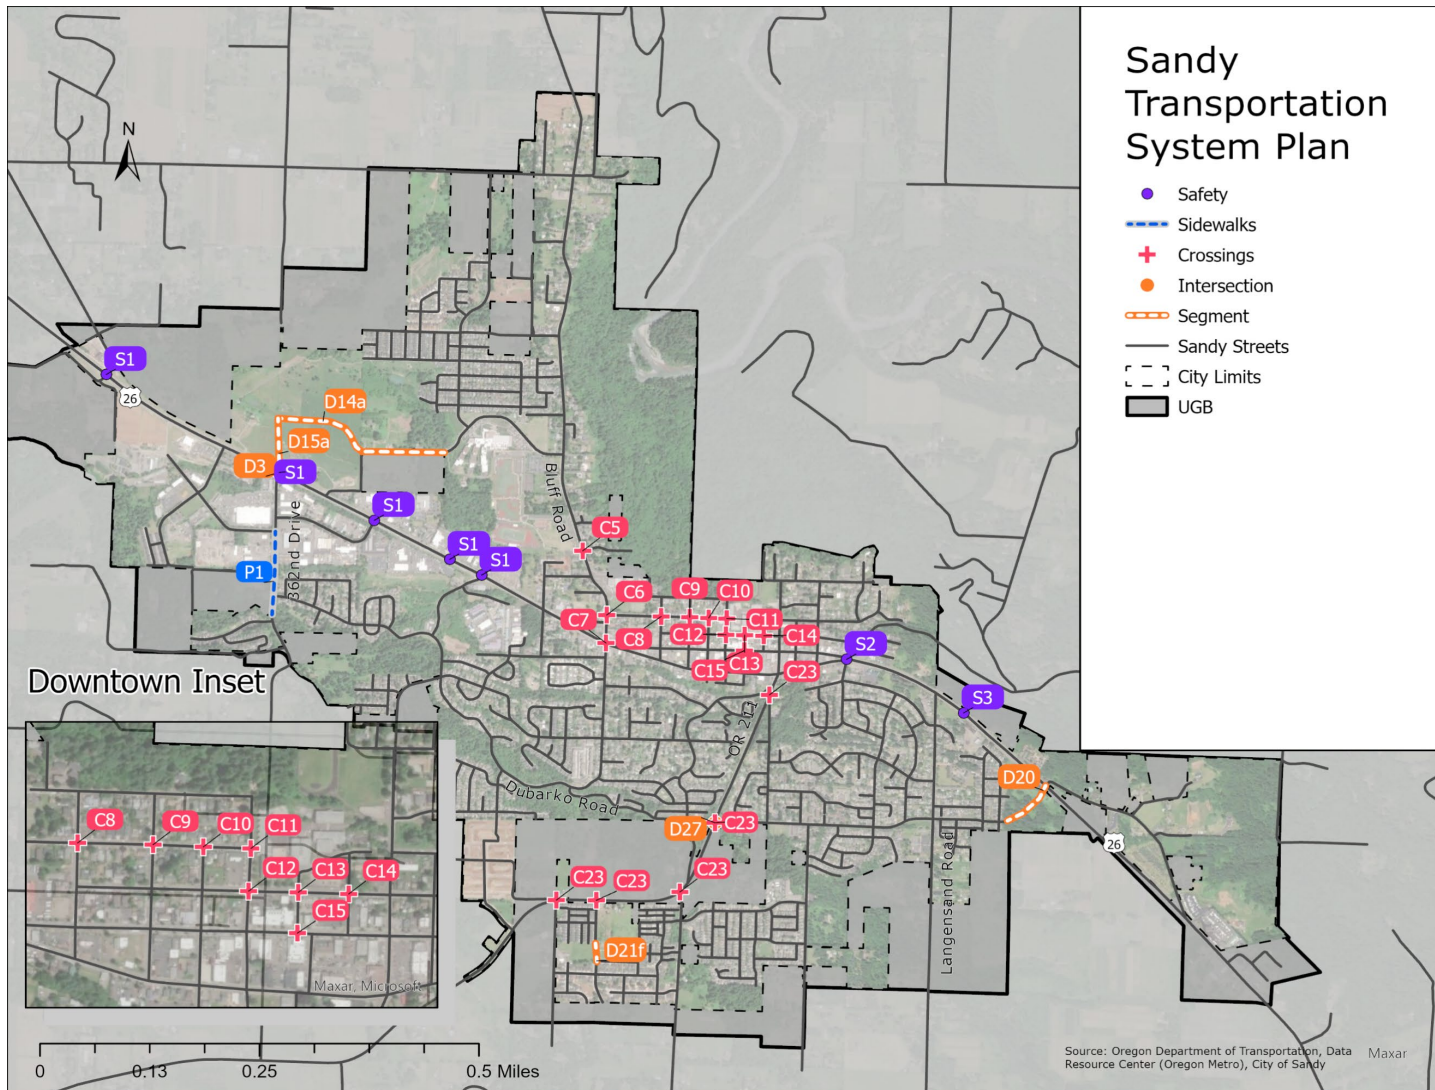 Sandy
Transportation
System Plan
Safety
Sidewalks
Crossings
Intersection
Segment
Sandy Streets
City Limits
UGB
N
S1
26
D14a
D15a
D3
S1
S1
S1
S1
P1
362nd Drive
Bluff Road
C5
C6
C7
C8
C9
C10
C11
C12
C13
C14
C15
C23
S2
S3
OR 211
Dubarko Road
D27
C23
D20
26
C23
C23
C23
D21f
Langensand Road
Downtown Inset
C8
C9
C10
C11
C12
C13
C14
C15
Maxar, Microsoft
0
0.13
0.25
0.5 Miles
Source: Oregon Department of Transportation, Data
Resource Center (Oregon Metro), City of Sandy
Maxar